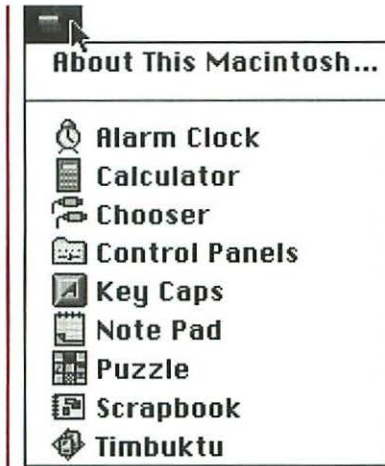 About This Macintosh...
Alarm Clock
Calculator
Chooser
Control Panels
Key Caps
Note Pad
Puzzle
Scrapbook
Timbuktu